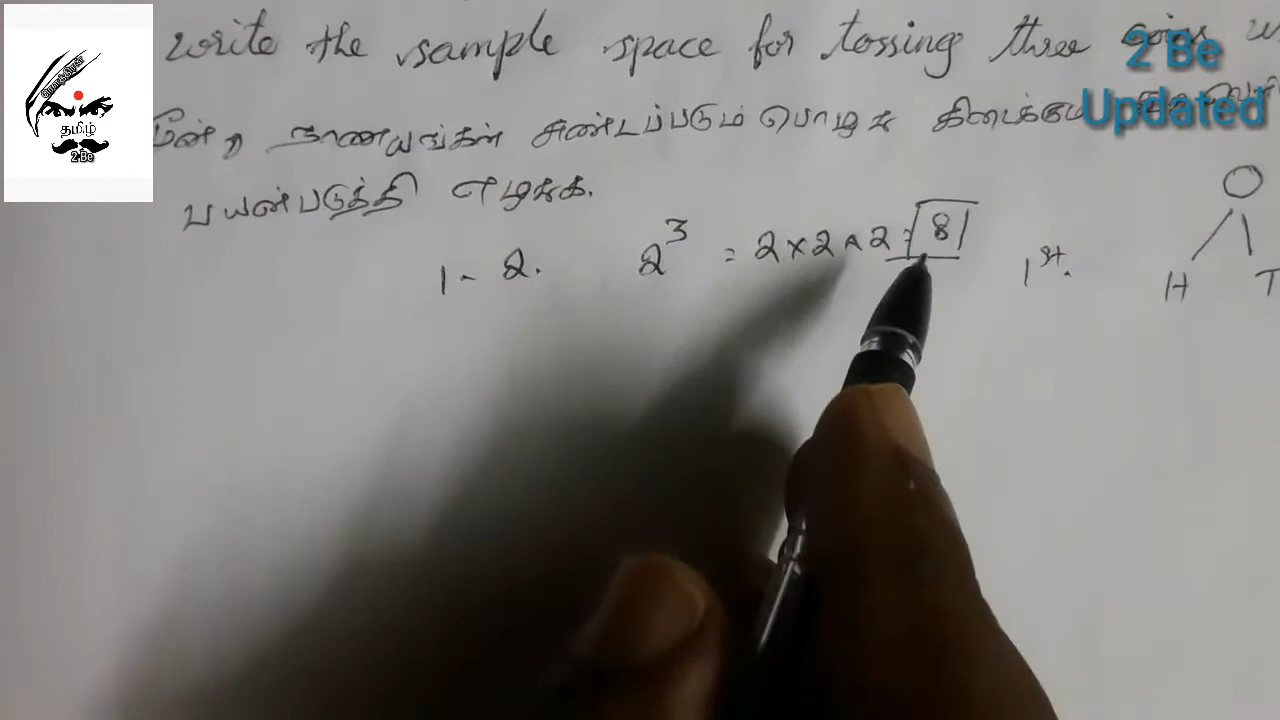 write the sample space for tossing three coins
மூன்று நாணயங்கள் சுண்டப்படும் பொழுது கிடைக்கும்
பயன்படுத்தி எழுதுக.
1 - 2. 2³ = 2 × 2 × 2 = 8 1st.
H T
தமிழ்
2 Be
2 Be
Updated